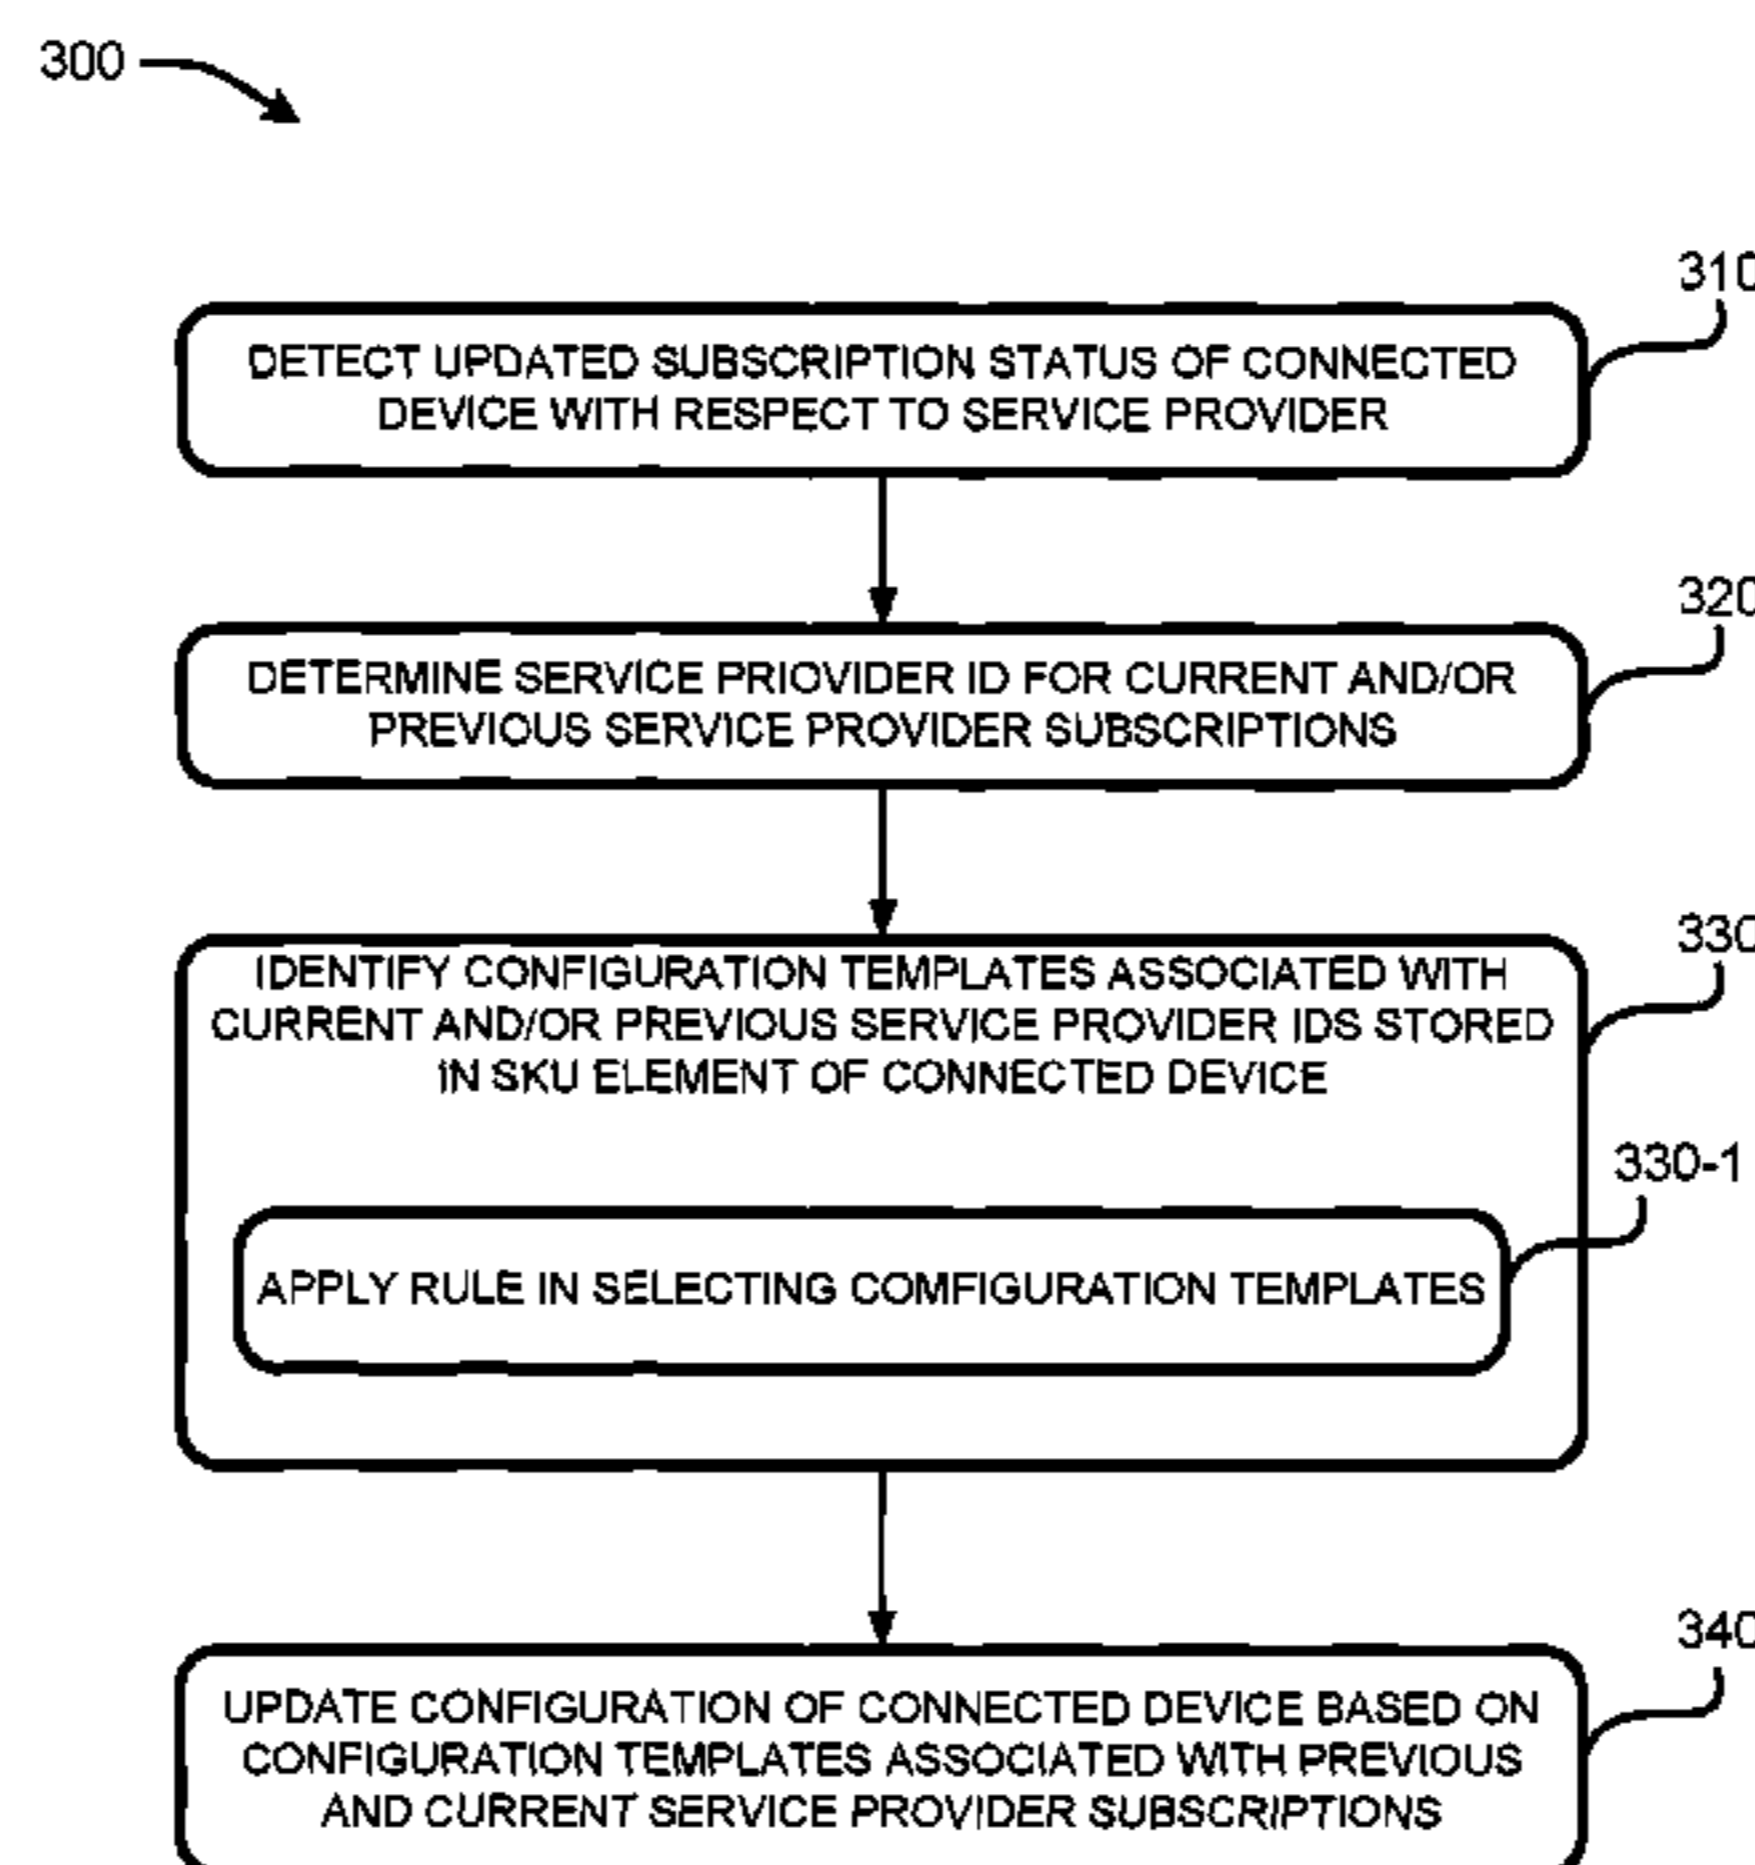 300
310
DETECT UPDATED SUBSCRIPTION STATUS OF CONNECTED
DEVICE WITH RESPECT TO SERVICE PROVIDER
320
DETERMINE SERVICE PRIOVIDER ID FOR CURRENT AND/OR
PREVIOUS SERVICE PROVIDER SUBSCRIPTIONS
330
IDENTIFY CONFIGURATION TEMPLATES ASSOCIATED WITH
CURRENT AND/OR PREVIOUS SERVICE PROVIDER IDS STORED
IN SKU ELEMENT OF CONNECTED DEVICE
330-1
APPLY RULE IN SELECTING COMFIGURATION TEMPLATES
340
UPDATE CONFIGURATION OF CONNECTED DEVICE BASED ON
CONFIGURATION TEMPLATES ASSOCIATED WITH PREVIOUS
AND CURRENT SERVICE PROVIDER SUBSCRIPTIONS